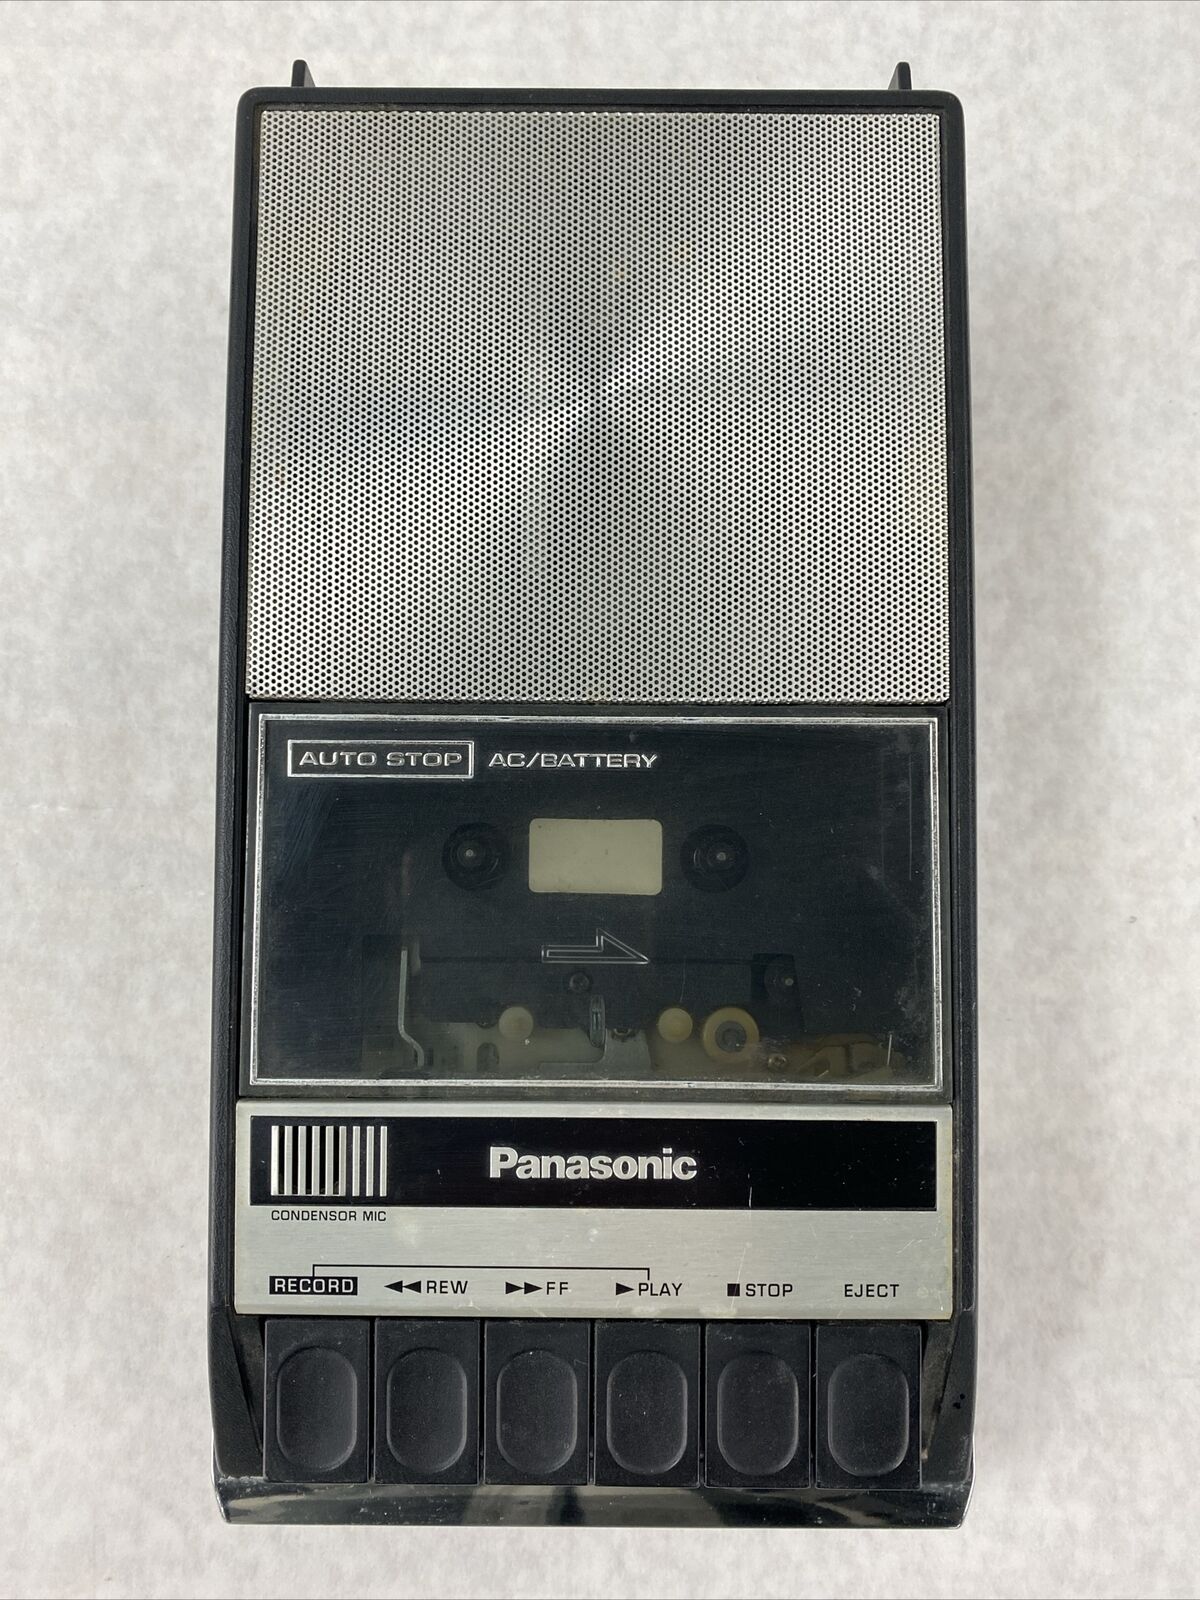 AUTO STOP AC/BATTERY
Panasonic
CONDENSOR MIC
RECORD ◀◀REW ▶▶FF ▶PLAY ■STOP EJECT